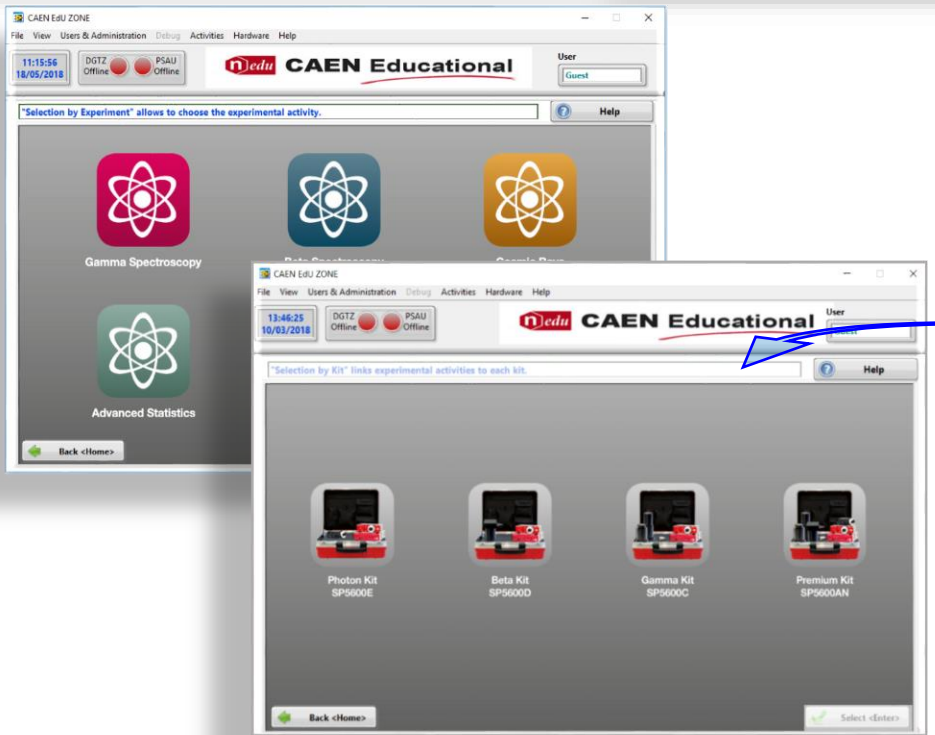 CAEN EdU ZONE
File View Users & Administration Debug Activities Hardware Help
11:15:56
18/05/2018
DGTZ
Offline
PSAU
Offline
n edu CAEN Educational
User
Guest
"Selection by Experiment" allows to choose the experimental activity.
Help
Gamma Spectroscopy
Advanced Statistics
Back <Home>
CAEN EdU ZONE
File View Users & Administration Debug Activities Hardware Help
13:46:25
10/03/2018
DGTZ
Offline
PSAU
Offline
n edu CAEN Educational
User
"Selection by Kit" links experimental activities to each kit.
Help
Photon Kit
SP5600E
Beta Kit
SP5600D
Gamma Kit
SP5600C
Premium Kit
SP5600AN
Back <Home>
Select <Enter>